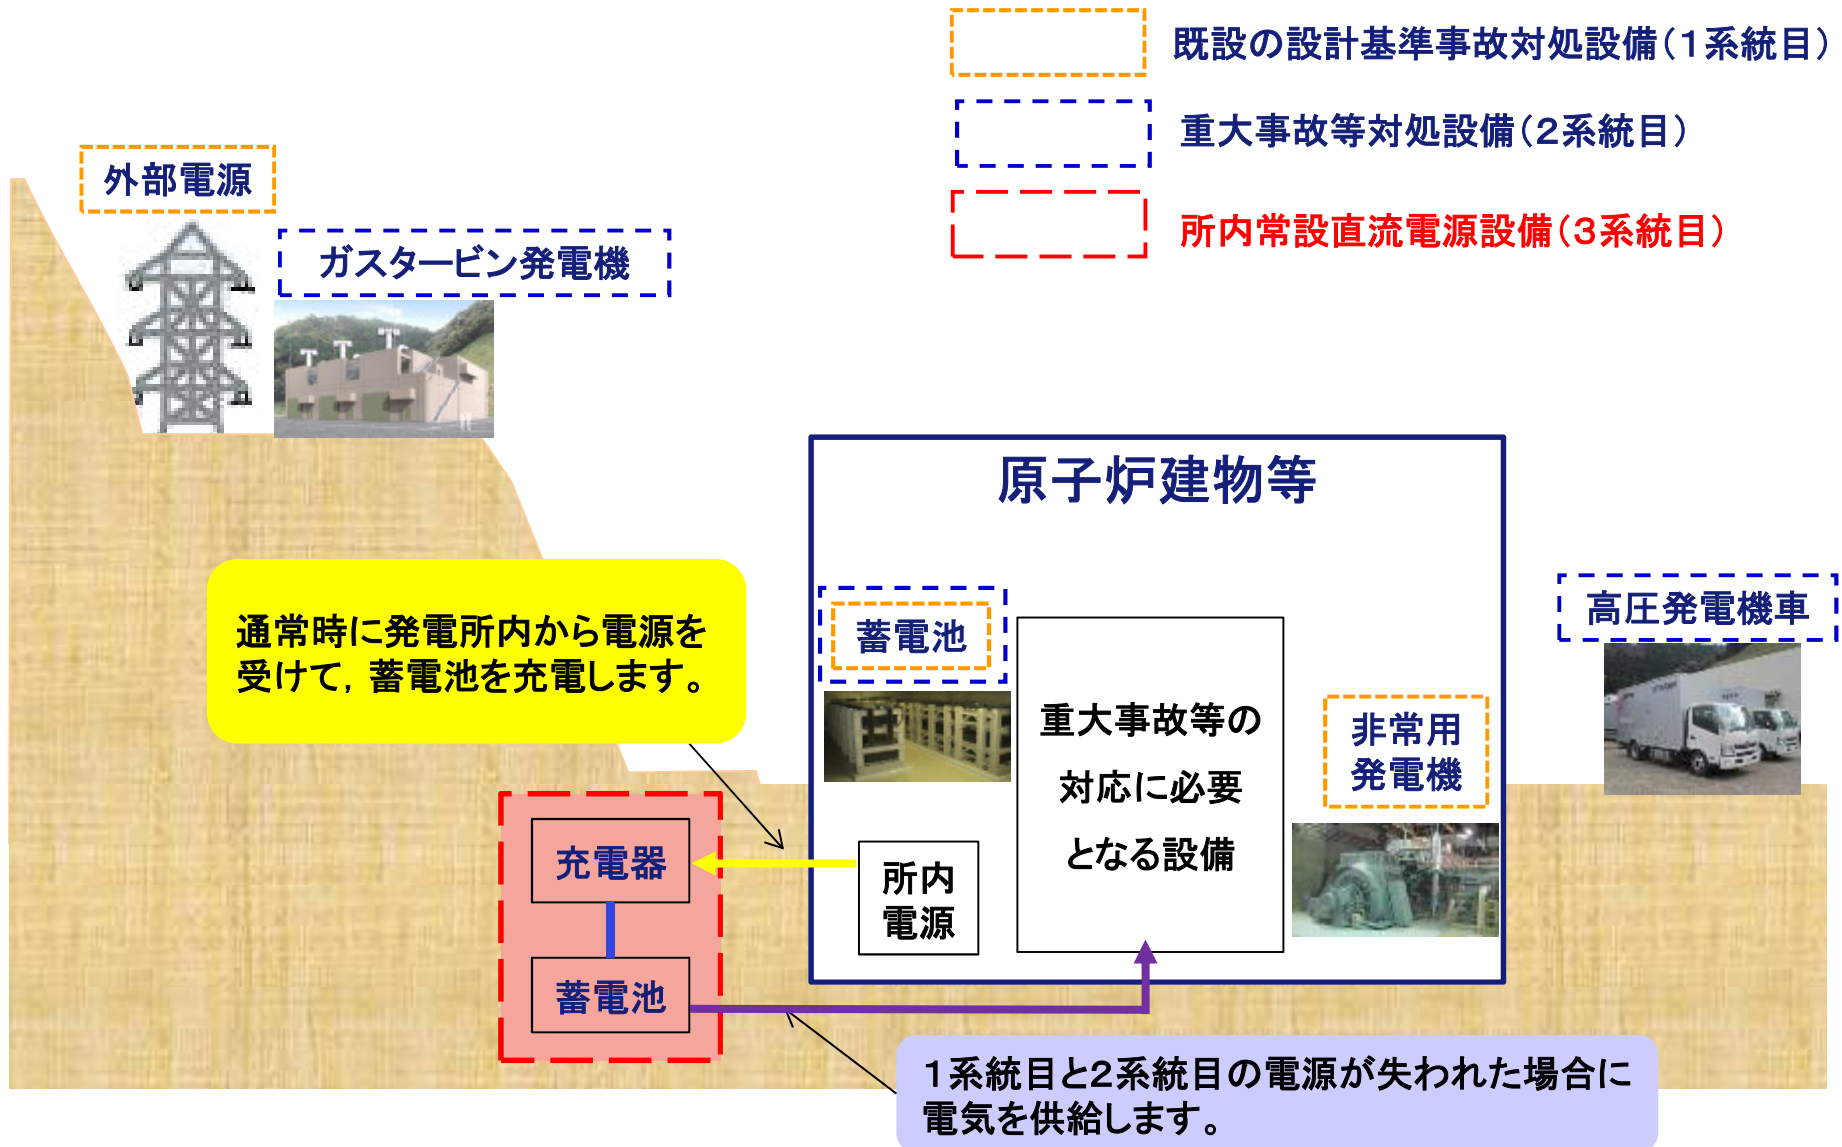 既設の設計基準事故対処設備(1系統目)
重大事故等対処設備(2系統目)
所内常設直流電源設備(3系統目)
外部電源
ガスタービン発電機
原子炉建物等
通常時に発電所内から電源を
受けて,蓄電池を充電します。
蓄電池
重大事故等の
対応に必要
となる設備
非常用
発電機
高圧発電機車
充電器
所内
電源
蓄電池
1系統目と2系統目の電源が失われた場合に
電気を供給します。